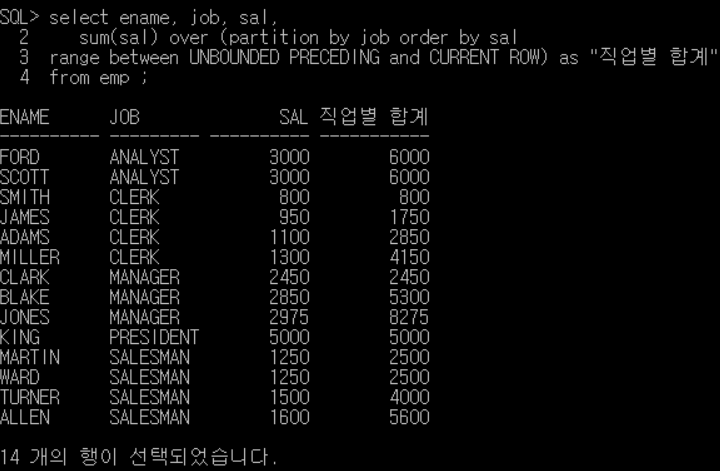 SQL> select ename, job, sal,
  2      sum(sal) over (partition by job order by sal
  3  range between UNBOUNDED PRECEDING and CURRENT ROW) as "직업별 합계"
  4  from emp ;
ENAME      JOB              SAL 직업별 합계
---------- --------- ---------- -----------
FORD       ANALYST         3000        6000
SCOTT      ANALYST         3000        6000
SMITH      CLERK            800         800
JAMES      CLERK            950        1750
ADAMS      CLERK           1100        2850
MILLER     CLERK           1300        4150
CLARK      MANAGER         2450        2450
BLAKE      MANAGER         2850        5300
JONES      MANAGER         2975        8275
KING       PRESIDENT       5000        5000
MARTIN     SALESMAN        1250        2500
WARD       SALESMAN        1250        2500
TURNER     SALESMAN        1500        4000
ALLEN      SALESMAN        1600        5600
14 개의 행이 선택되었습니다.